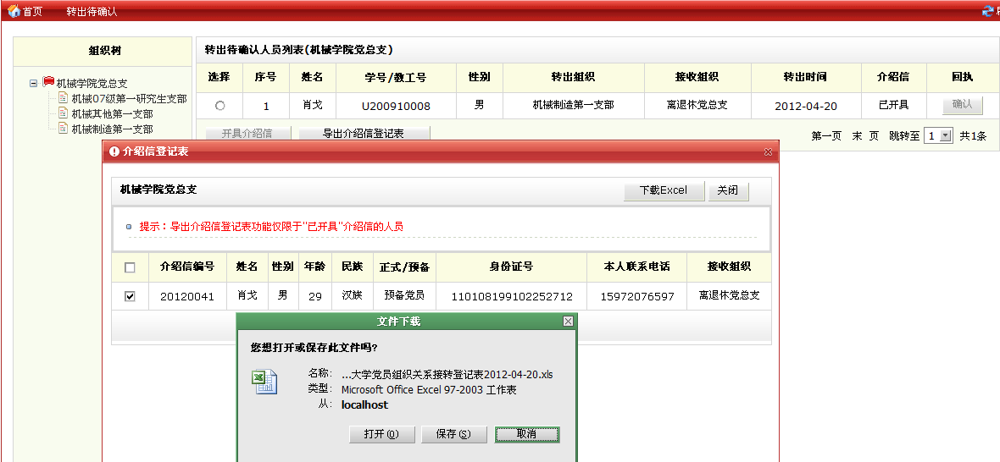 首页 转出待确认
组织树
机械学院党总支
机械07级第一研究生支部
机械其他第一支部
机械制造第一支部
转出待确认人员列表(机械学院党总支)
选择 序号 姓名 学号/教工号 性别 转出组织 接收组织 转出时间 介绍信 回执
1 肖戈 U200910008 男 机械制造第一支部 离退休党总支 2012-04-20 已开具 确认
开具介绍信 导出介绍信登记表 第一页 末 页 跳转至 1 共1条
介绍信登记表
机械学院党总支 下载Excel 关闭
提示：导出介绍信登记表功能仅限于"已开具"介绍信的人员
介绍信编号 姓名 性别 年龄 民族 正式/预备 身份证号 本人联系电话 接收组织
20120041 肖戈 男 29 汉族 预备党员 110108199102252712 15972076597 离退休党总支
文件下载
您想打开或保存此文件吗?
名称: ...大学党员组织关系接转登记表2012-04-20.xls
类型: Microsoft Office Excel 97-2003 工作表
从: localhost
打开(O) 保存(S) 取消